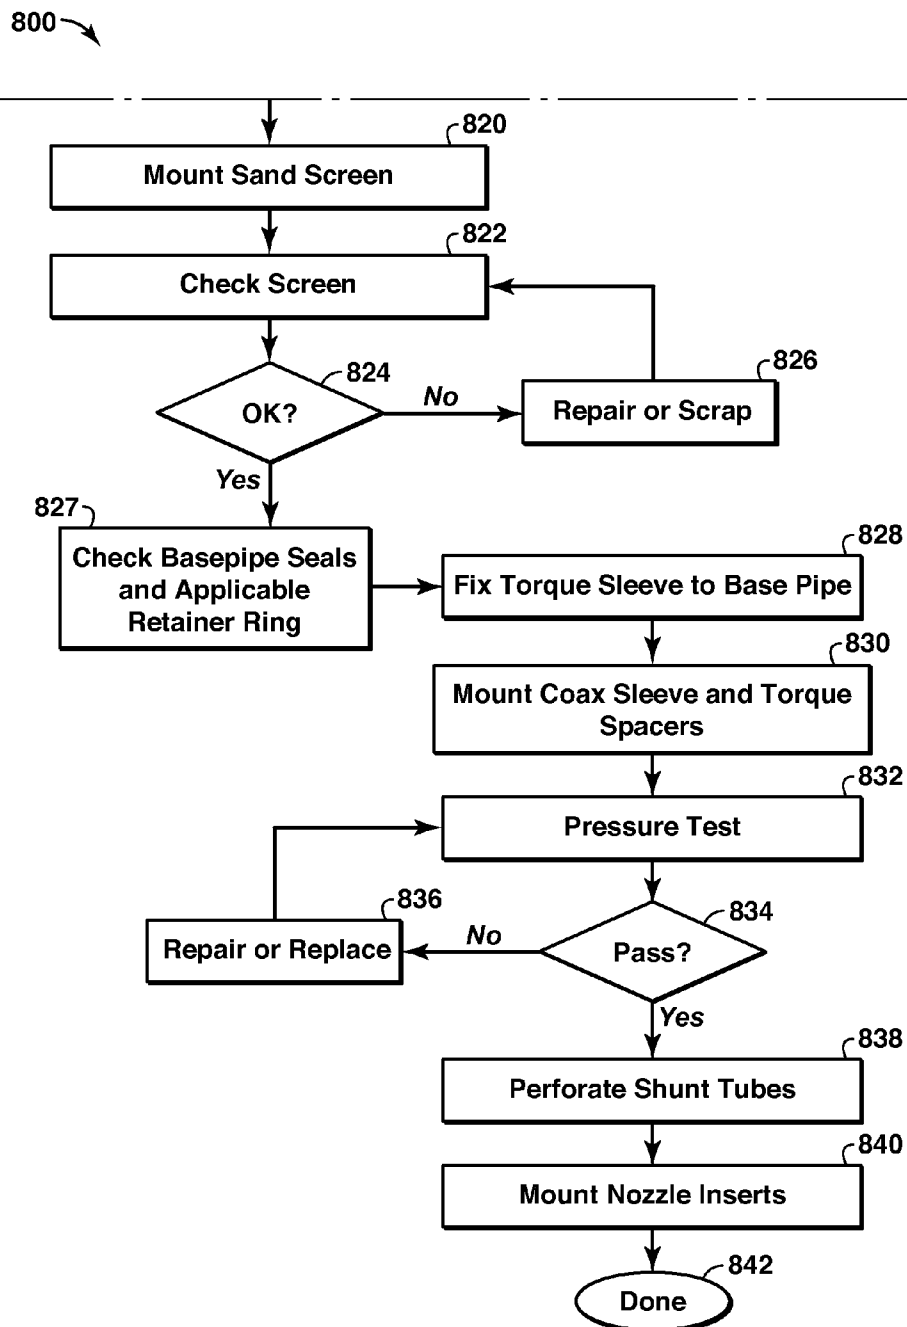 800
820
Mount Sand Screen
822
Check Screen
824
OK?
No
826
Repair or Scrap
Yes
827
Check Basepipe Seals
and Applicable
Retainer Ring
828
Fix Torque Sleeve to Base Pipe
830
Mount Coax Sleeve and Torque
Spacers
832
Pressure Test
834
Pass?
No
836
Repair or Replace
Yes
838
Perforate Shunt Tubes
840
Mount Nozzle Inserts
842
Done